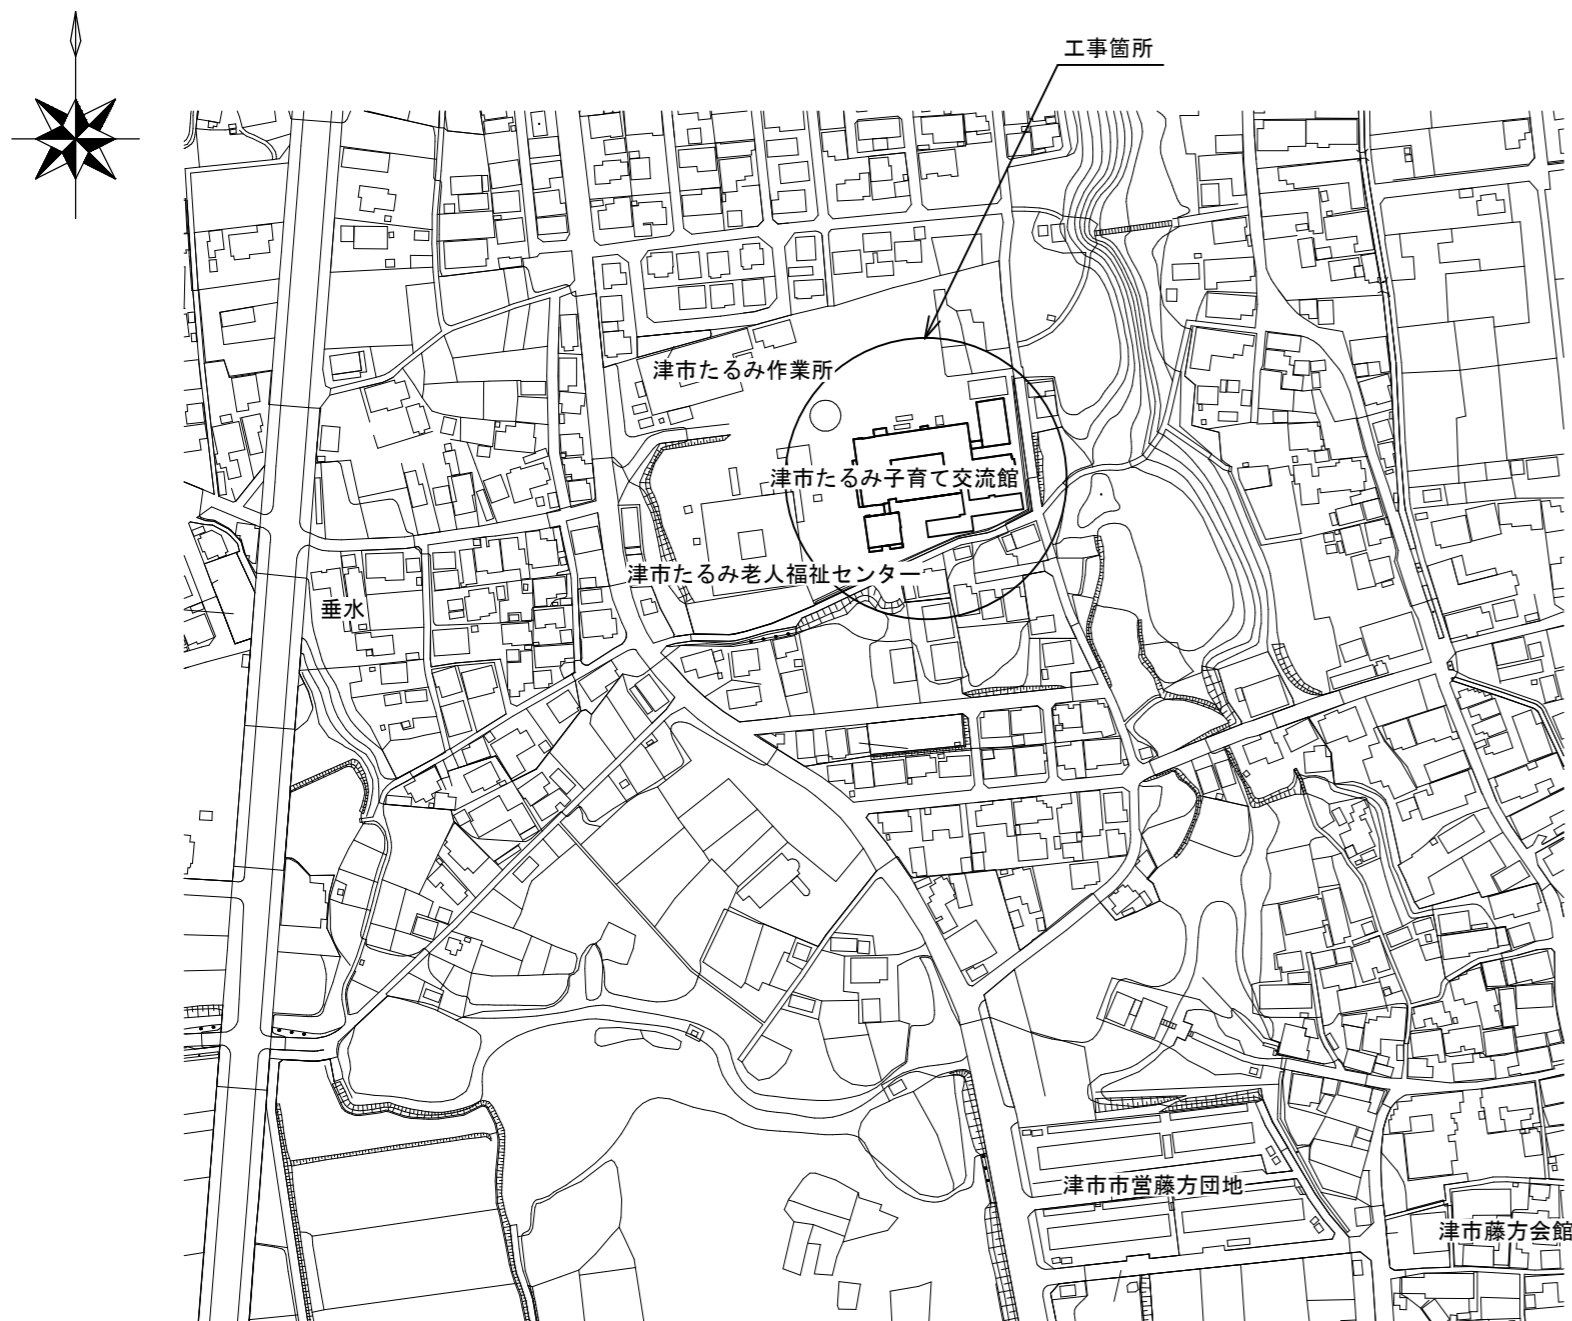 工事箇所
津市たるみ作業所
津市たるみ子育て交流館
津市たるみ老人福祉センター
垂水
津市市営藤方団地
津市藤方会館